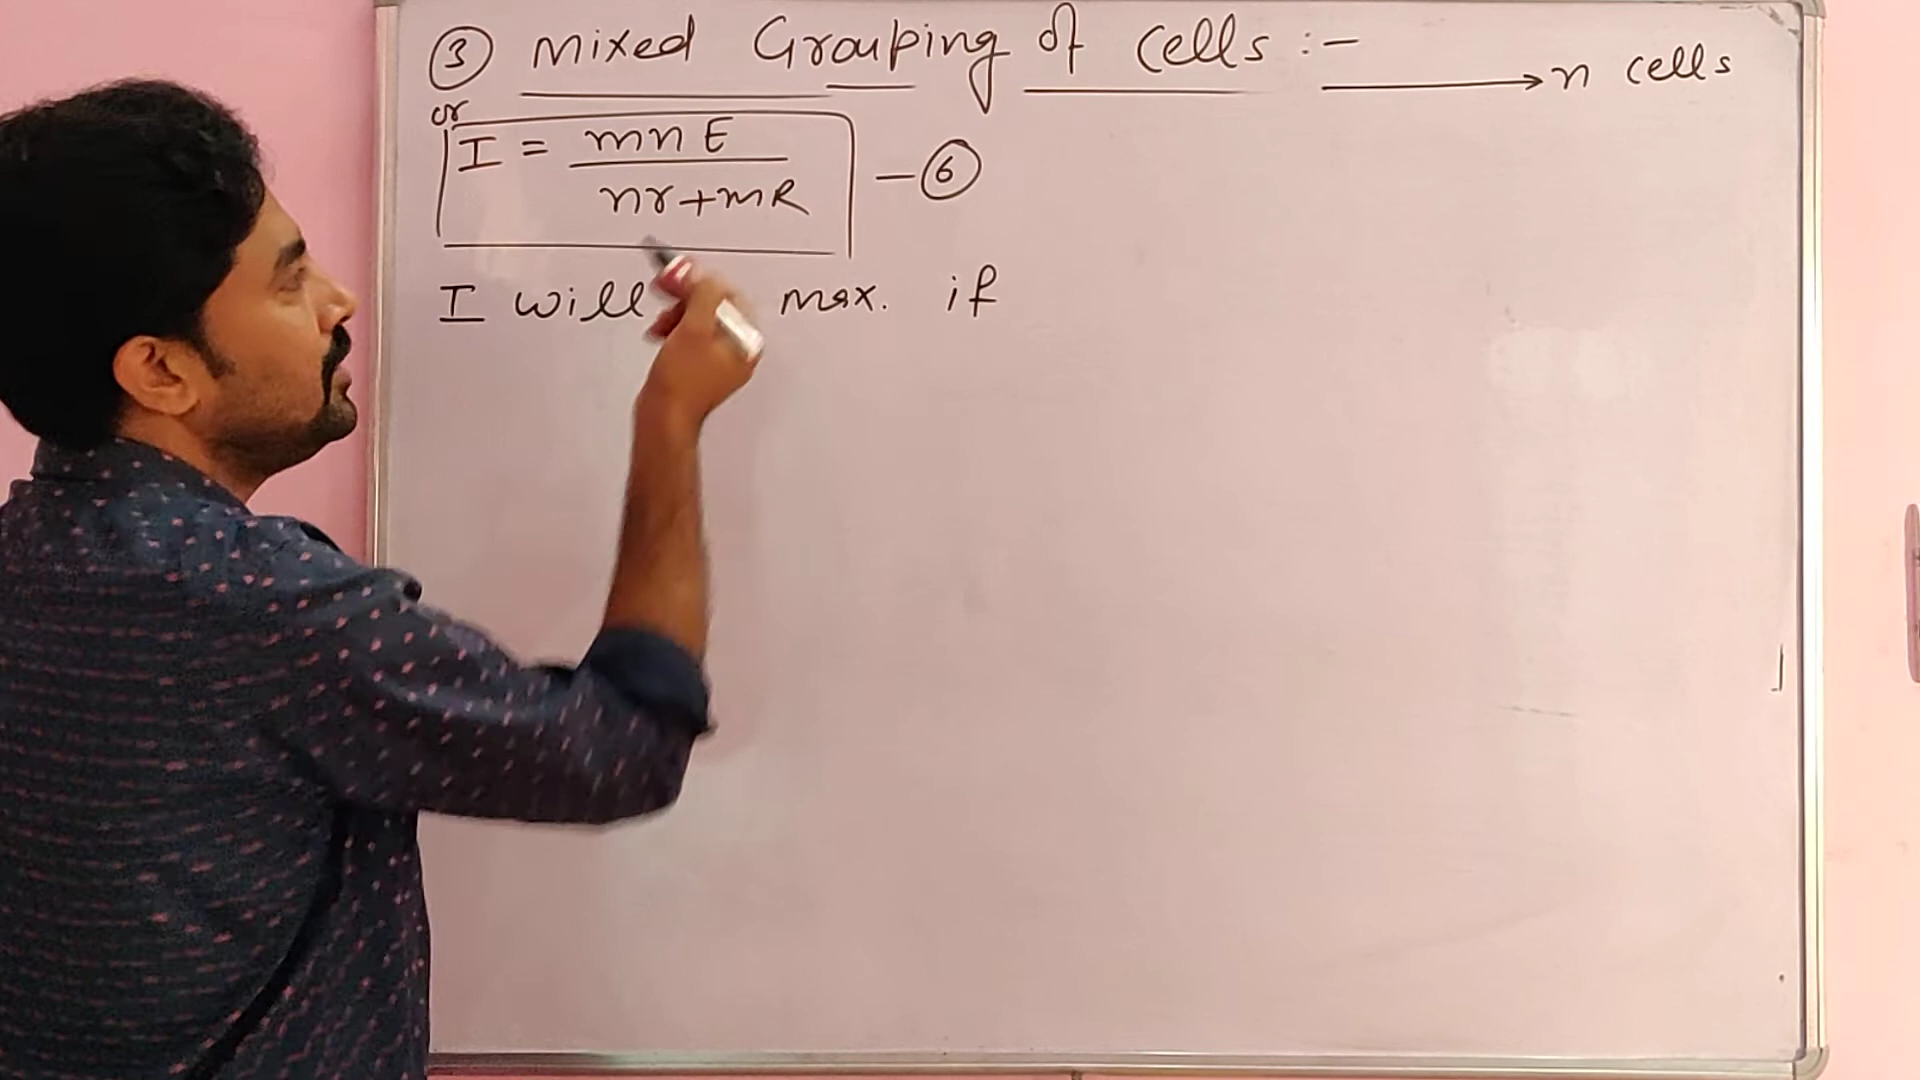 ③ Mixed Grouping of cells :- → n cells
or
I = mnE / nr+mR — ⑥
I will max. if